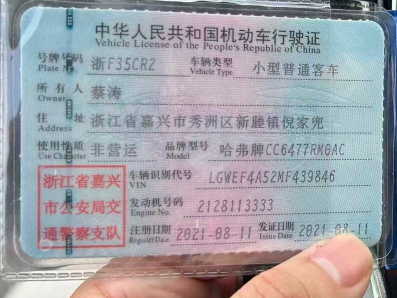 中华人民共和国机动车行驶证
Vehicle License of the People's Republic of China
号牌号码 浙F35CR2 车辆类型 小型普通客车
Plate No. Vehicle Type
所有人 蔡涛
Owner
住址 浙江省嘉兴市秀洲区新塍镇倪家兜
Address
使用性质 非营运 品牌型号 哈弗牌CC6477RM0AC
Use Character Model
浙江省嘉兴 车辆识别代号 LGWEF4A52MF439846
VIN
市公安局交 发动机号码 2128113333
Engine No.
通警察支队 注册日期 2021-08-11 发证日期 2021-08-11
Register Date Issue Date